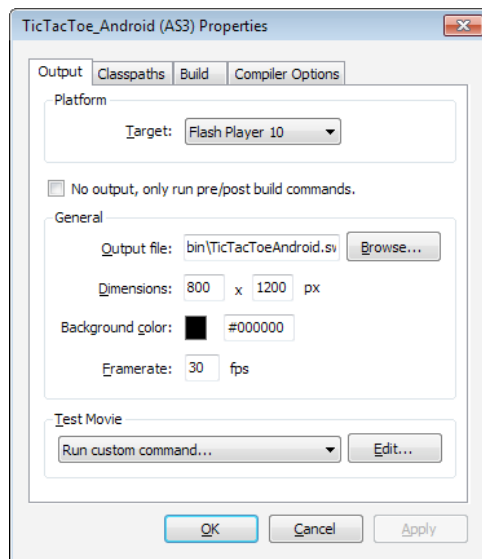 TicTacToe_Android (AS3) Properties
Output Classpaths Build Compiler Options
Platform
Target: Flash Player 10
No output, only run pre/post build commands.
General
Output file: bin\TicTacToeAndroid.sw Browse...
Dimensions: 800 x 1200 px
Background color: #000000
Framerate: 30 fps
Test Movie
Run custom command... Edit...
OK Cancel Apply